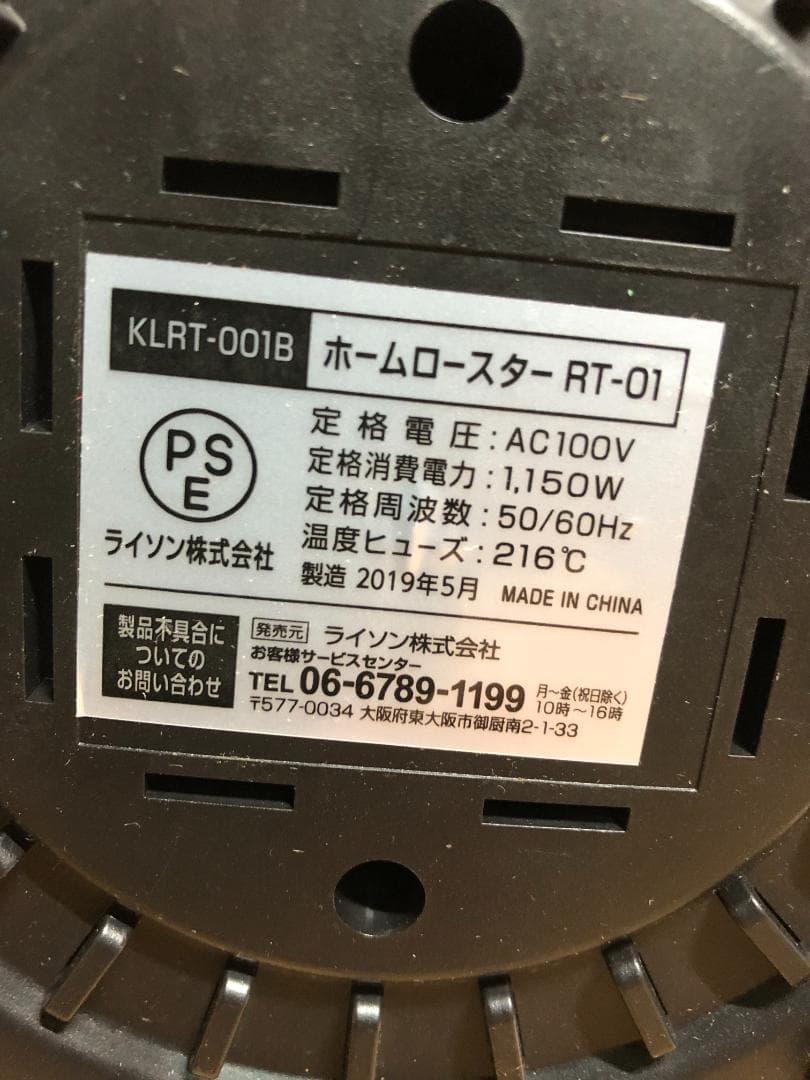 KLRT-001B ホームロースター RT-01
PSE
定格電圧:AC100V
定格消費電力:1,150W
定格周波数:50/60Hz
温度ヒューズ:216℃
ライソン株式会社
製造 2019年5月 MADE IN CHINA
製品不具合に
ついての
お問い合わせ
発売元 ライソン株式会社
お客様サービスセンター
TEL 06-6789-1199 月〜金(祝日除く)
10時〜16時
〒577-0034 大阪府東大阪市御厨南2-1-33